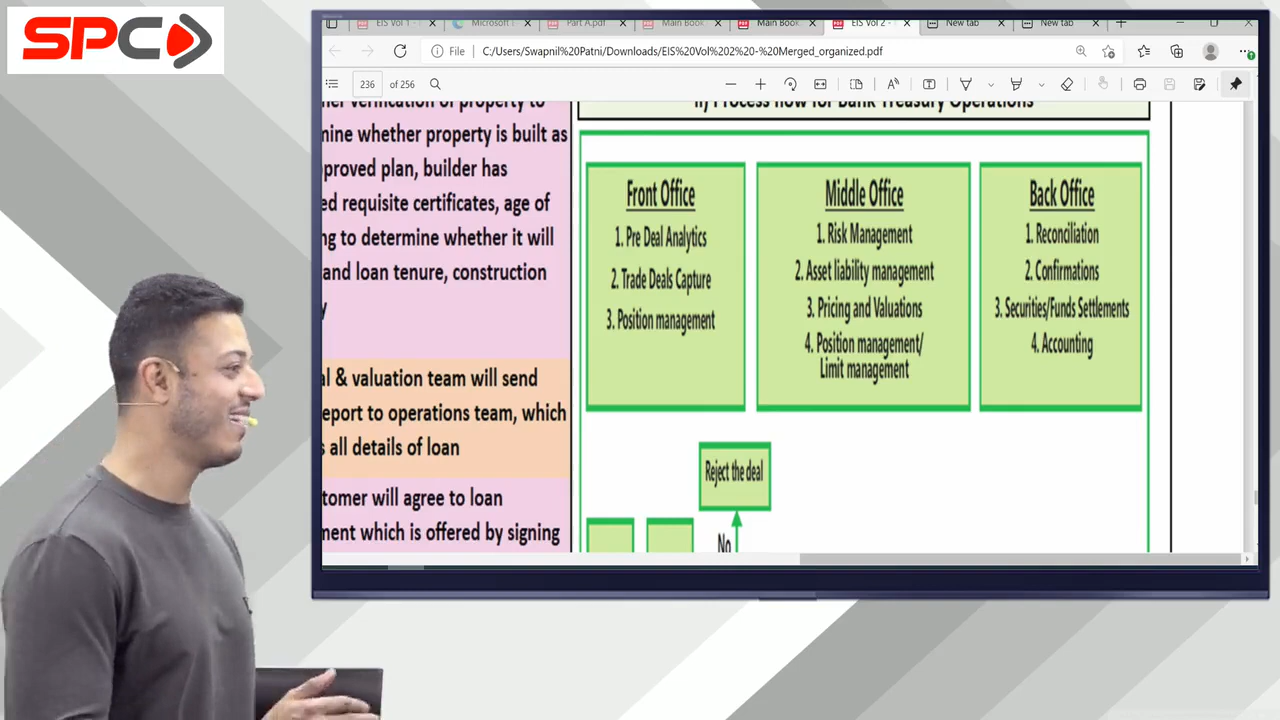 SPC
EIS Vol 1 -
Microsoft
Part A.pdf
Main Book
Main Book
EIS Vol 2 -
New tab
New tab
File
C:/Users/Swapnil%20Patni/Downloads/EIS%20Vol%202%20-%20Merged_organized.pdf
236 of 256
ner verification of property to
mine whether property is built as
proved plan, builder has
ed requisite certificates, age of
ng to determine whether it will
and loan tenure, construction
y
al & valuation team will send
eport to operations team, which
s all details of loan
tomer will agree to loan
ment which is offered by signing
II) Process flow for Bank Treasury Operations
Front Office
1. Pre Deal Analytics
2. Trade Deals Capture
3. Position management
Middle Office
1. Risk Management
2. Asset liability management
3. Pricing and Valuations
4. Position management/
Limit management
Back Office
1. Reconciliation
2. Confirmations
3. Securities/Funds Settlements
4. Accounting
Reject the deal
No